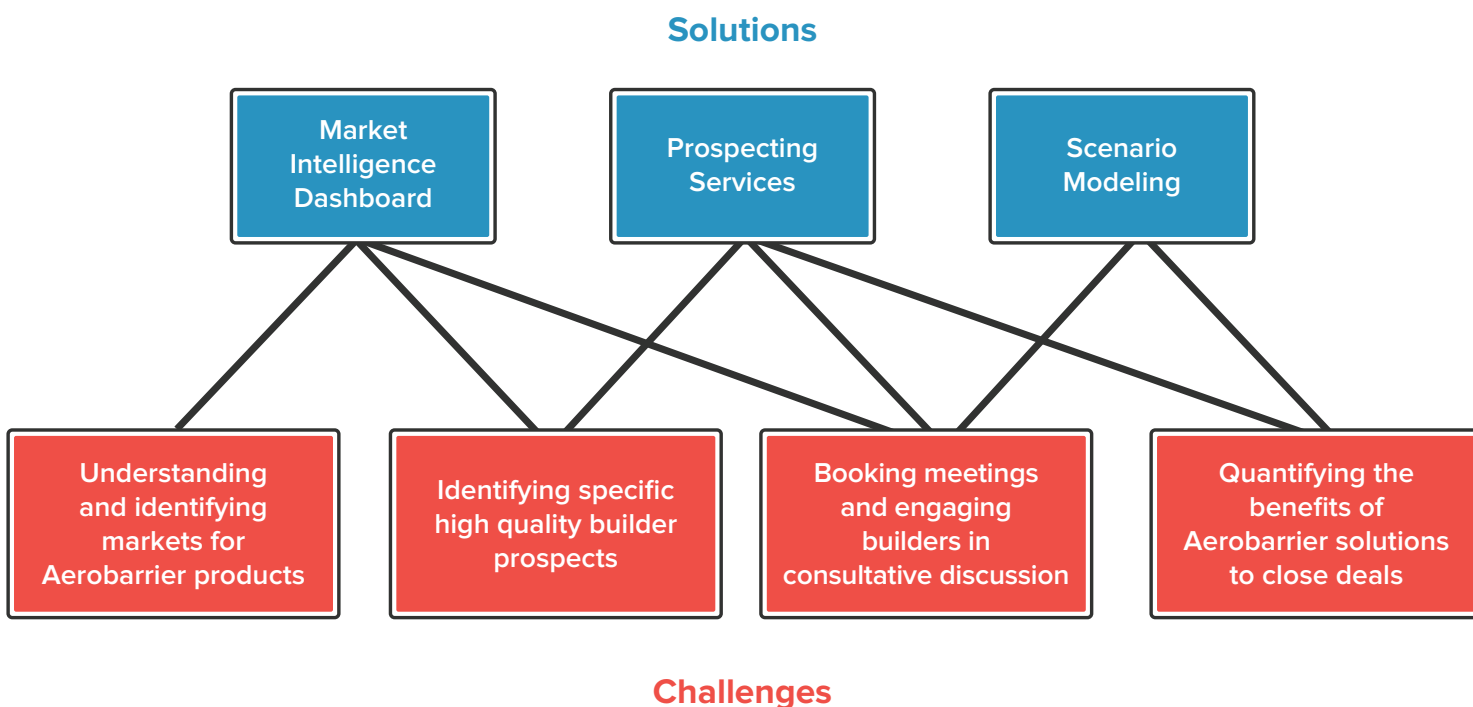 Solutions
Market
Intelligence
Dashboard
Prospecting
Services
Scenario
Modeling
Understanding
and identifying
markets for
Aerobarrier products
Identifying specific
high quality builder
prospects
Booking meetings
and engaging
builders in
consultative discussion
Quantifying the
benefits of
Aerobarrier solutions
to close deals
Challenges